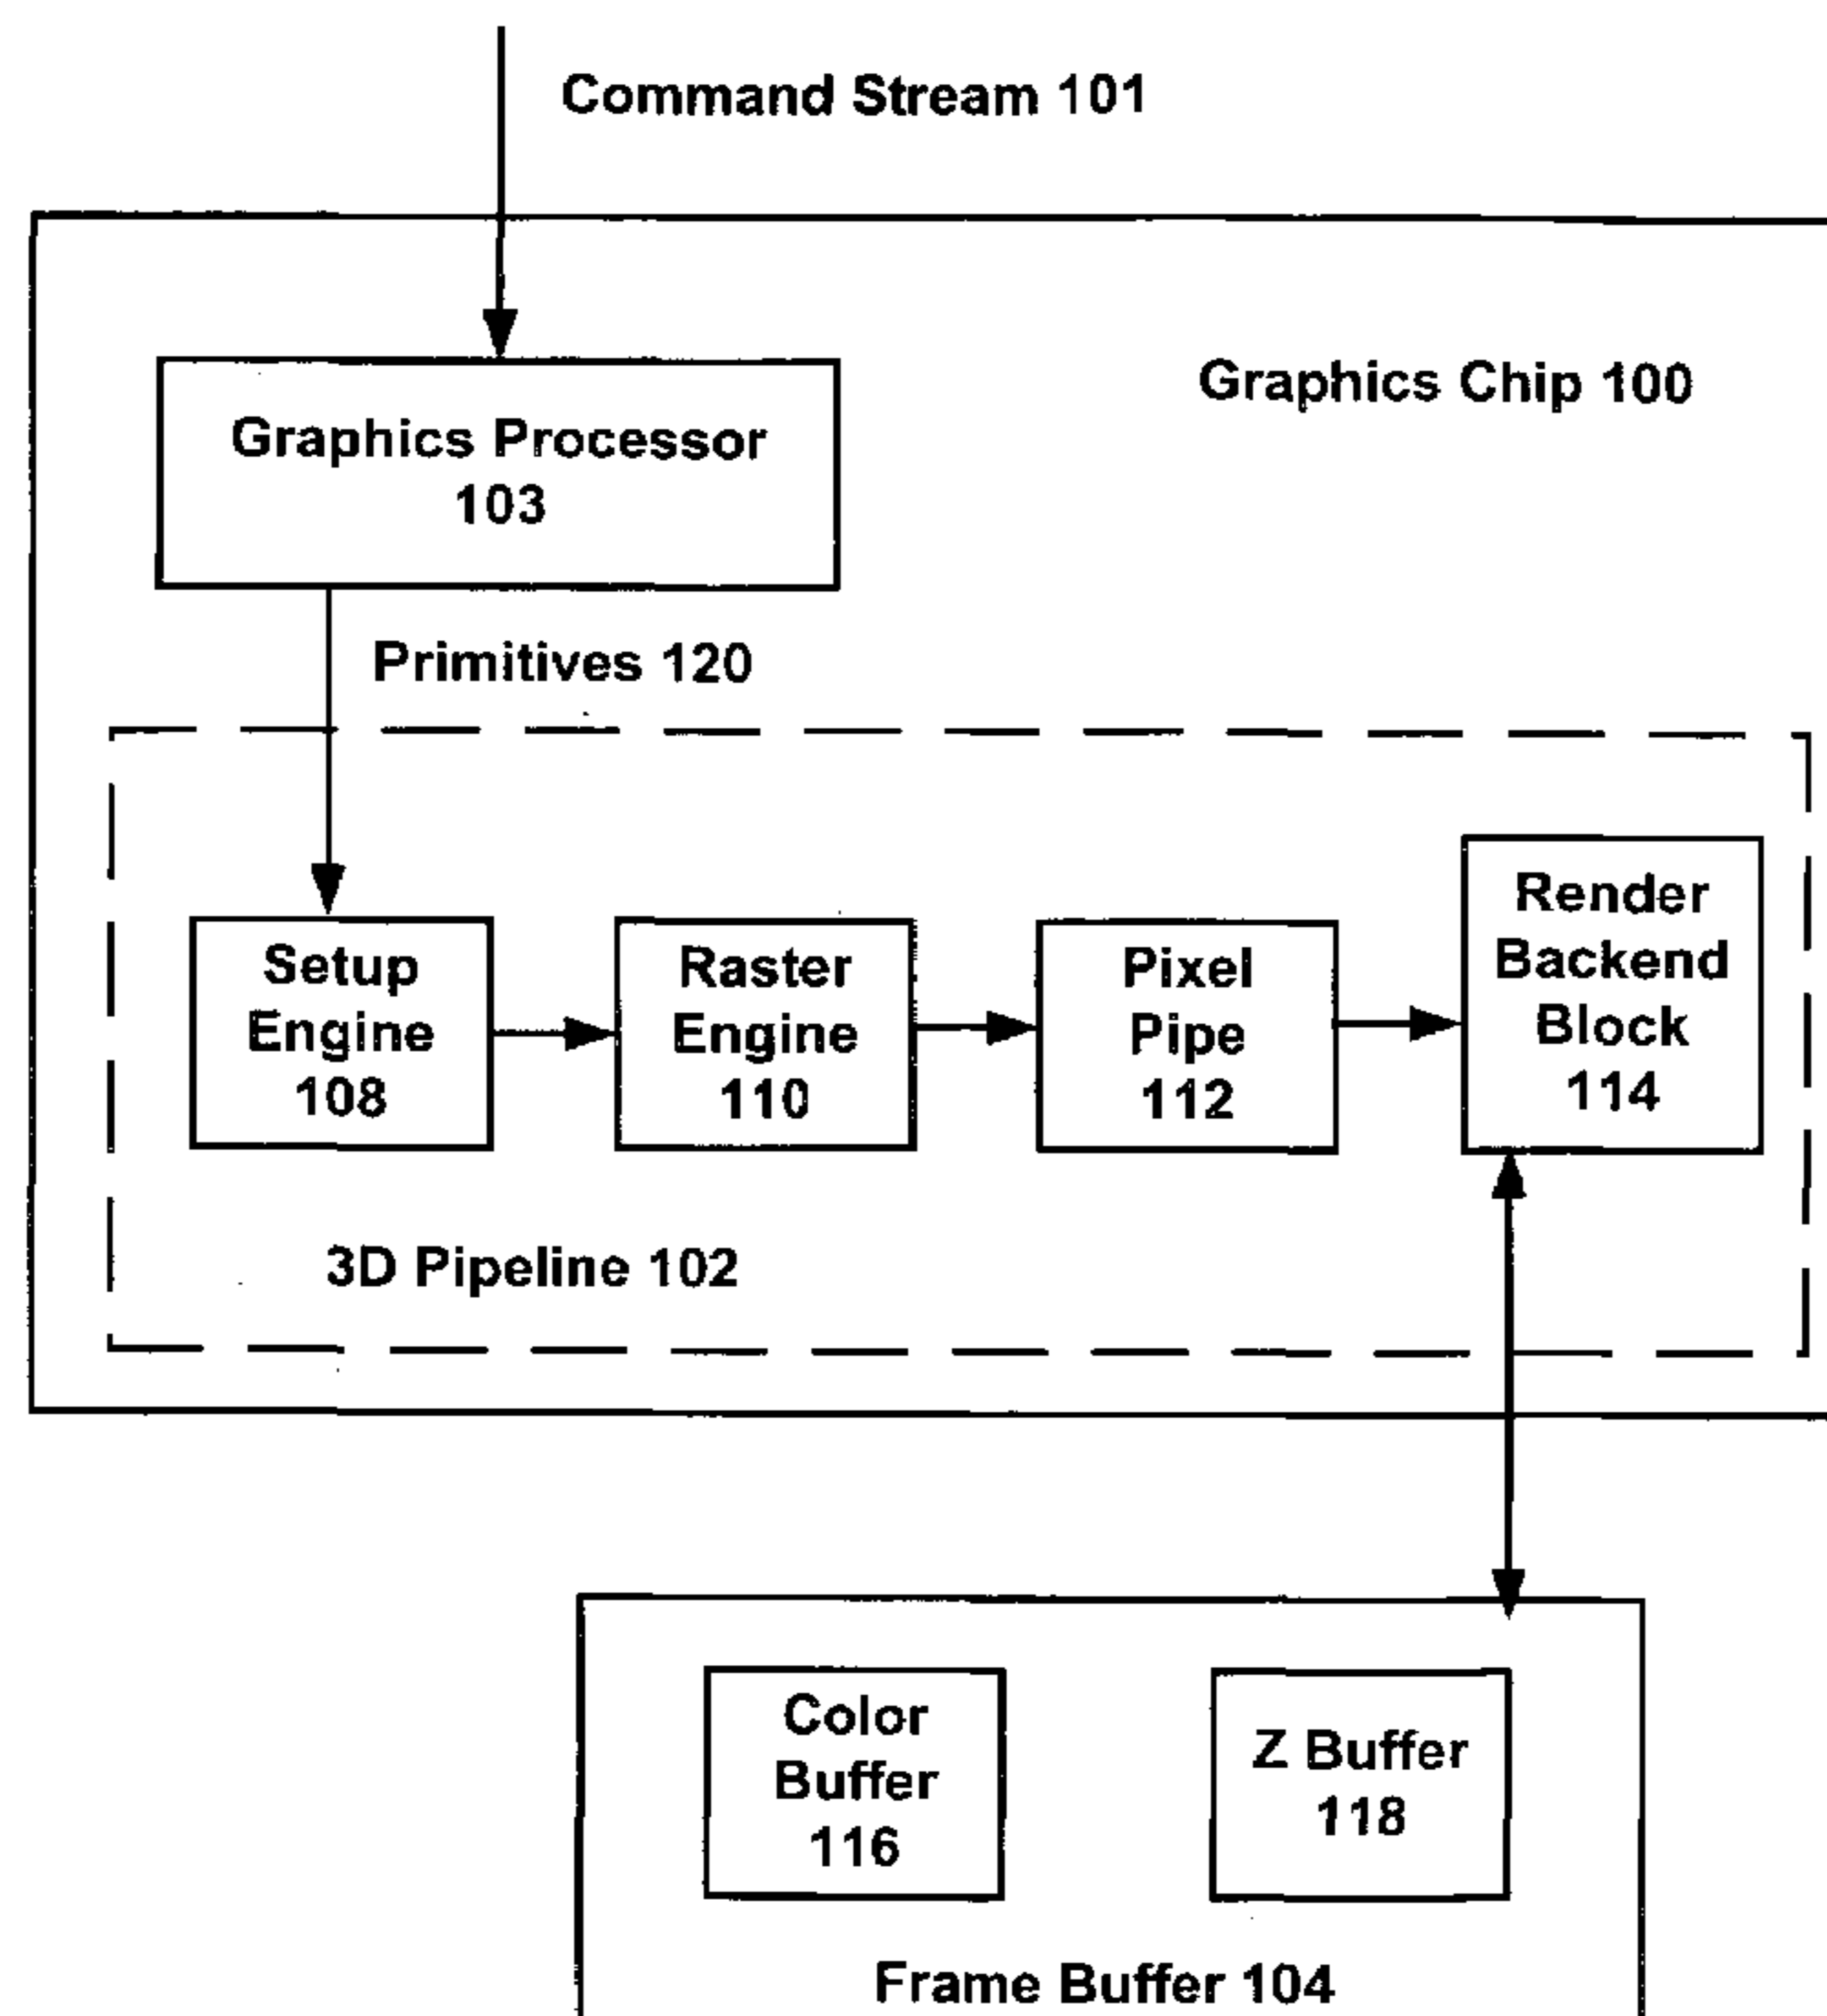 Command Stream 101
Graphics Chip 100
Graphics Processor
103
Primitives 120
Setup
Engine
108
Raster
Engine
110
Pixel
Pipe
112
Render
Backend
Block
114
3D Pipeline 102
Color
Buffer
116
Z Buffer
118
Frame Buffer 104